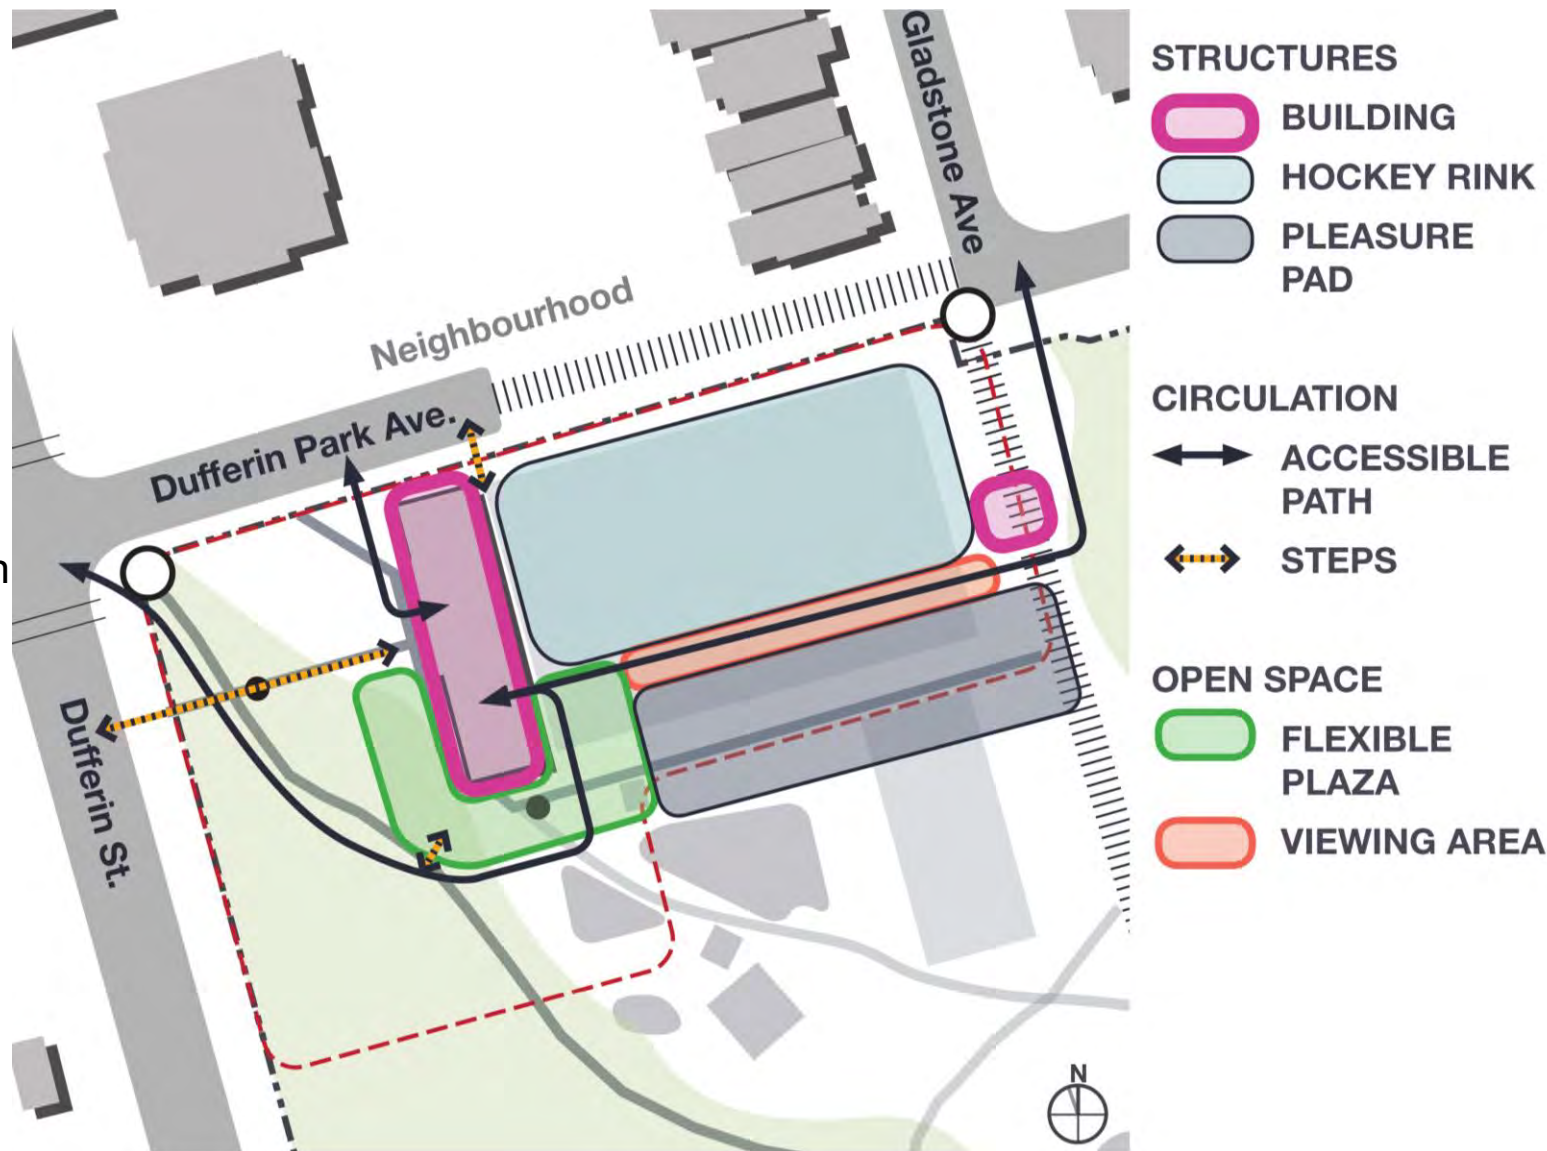 Gladstone Ave
Neighbourhood
Dufferin Park Ave.
Dufferin St.
n
N
STRUCTURES
BUILDING
HOCKEY RINK
PLEASURE
PAD
CIRCULATION
ACCESSIBLE
PATH
STEPS
OPEN SPACE
FLEXIBLE
PLAZA
VIEWING AREA